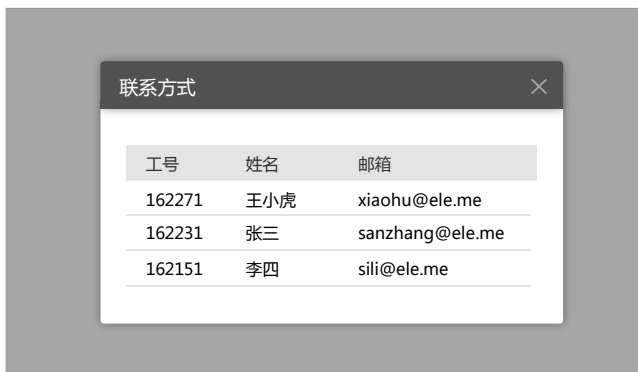 联系方式
工号 姓名 邮箱
162271 王小虎 xiaohu@ele.me
162231 张三 sanzhang@ele.me
162151 李四 sili@ele.me